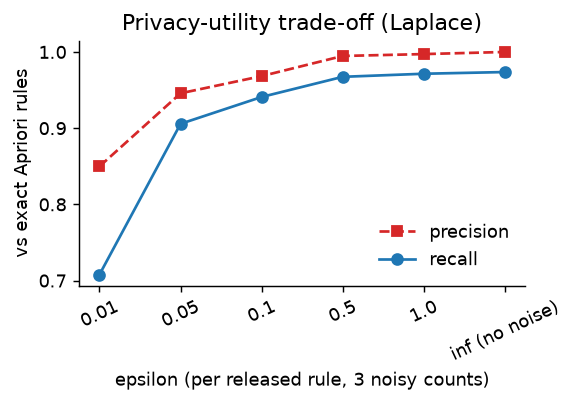 Privacy-utility trade-off (Laplace)
vs exact Apriori rules
1.0
0.9
0.8
0.7
precision
recall
0.01
0.05
0.1
0.5
1.0
inf (no noise)
epsilon (per released rule, 3 noisy counts)